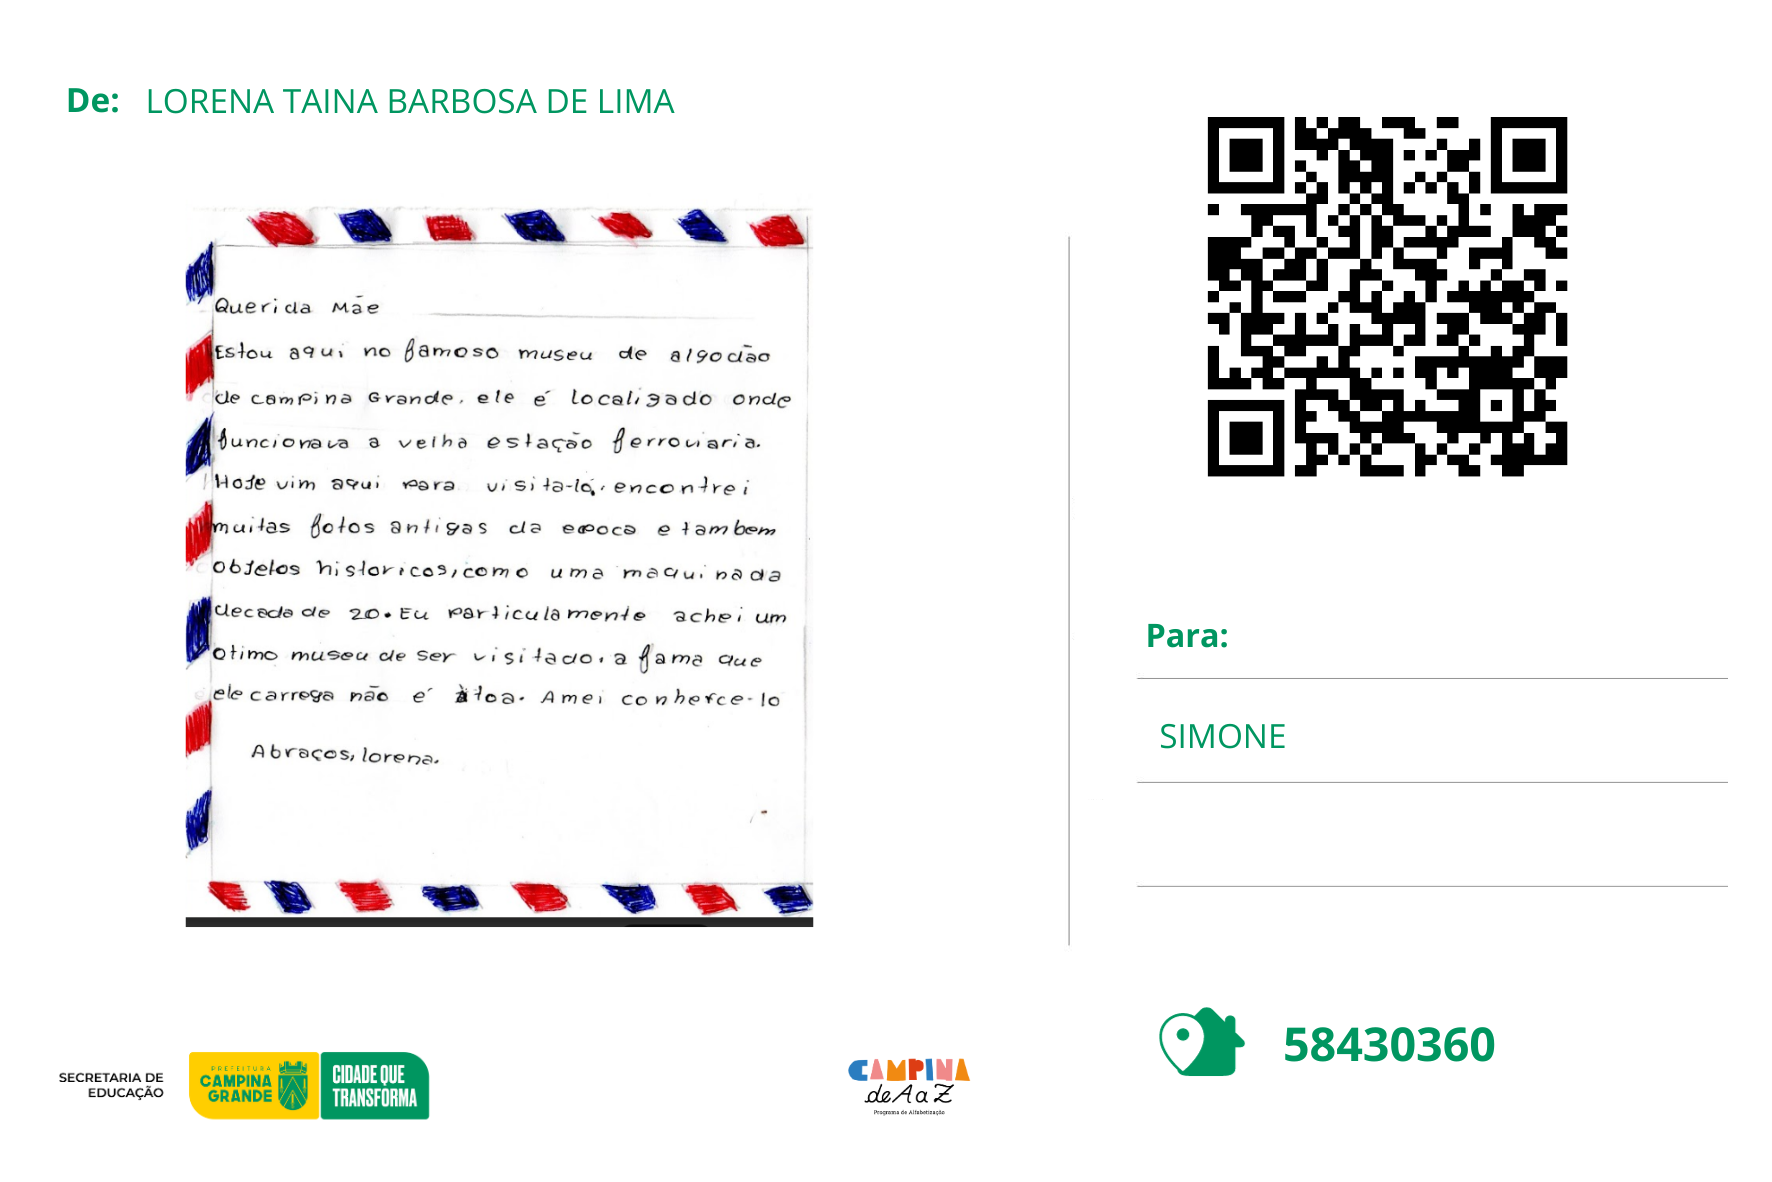 De: LORENA TAINA BARBOSA DE LIMA
Querida Mãe
Estou aqui no famoso museu de algodão
de campina Grande. ele é localizado onde
funcionava a velha estação ferroviaria.
Hoje vim aqui para visita-lo, encontrei
muitas fotos antigas da epoca e tambem
objetos historicos, como uma maquina da
decada de 20. Eu particulamente achei um
otimo museu de ser visitado, a fama que
ele carrega não é àtoa. Amei conhece-lo
Abraços, lorena.
Para:
SIMONE
58430360
SECRETARIA DE
EDUCAÇÃO
PREFEITURA
CAMPINA
GRANDE
CIDADE QUE
TRANSFORMA
CAMPINA
de A a Z
Programa de Alfabetização